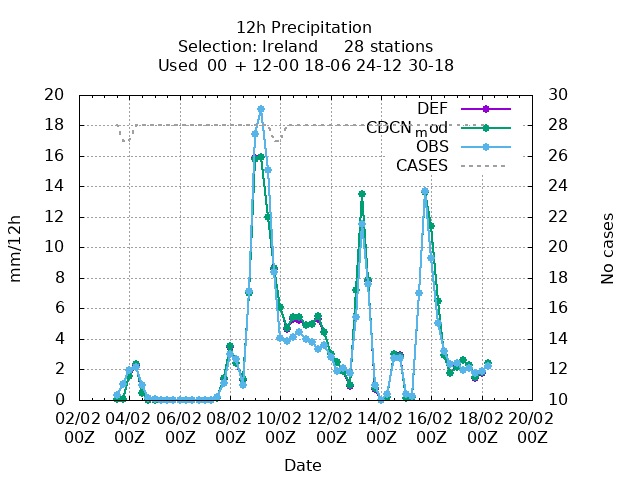 12h Precipitation
Selection: Ireland 28 stations
Used 00 + 12-00 18-06 24-12 30-18
20 30
DEF
18 28
CDCN_mod
OBS
16 26
CASES
14 24
12 22
10 20
8 18
6 16
4 14
2 12
0 10
mm/12h
No cases
02/02 04/02 06/02 08/02 10/02 12/02 14/02 16/02 18/02 20/02
00Z 00Z 00Z 00Z 00Z 00Z 00Z 00Z 00Z 00Z
Date